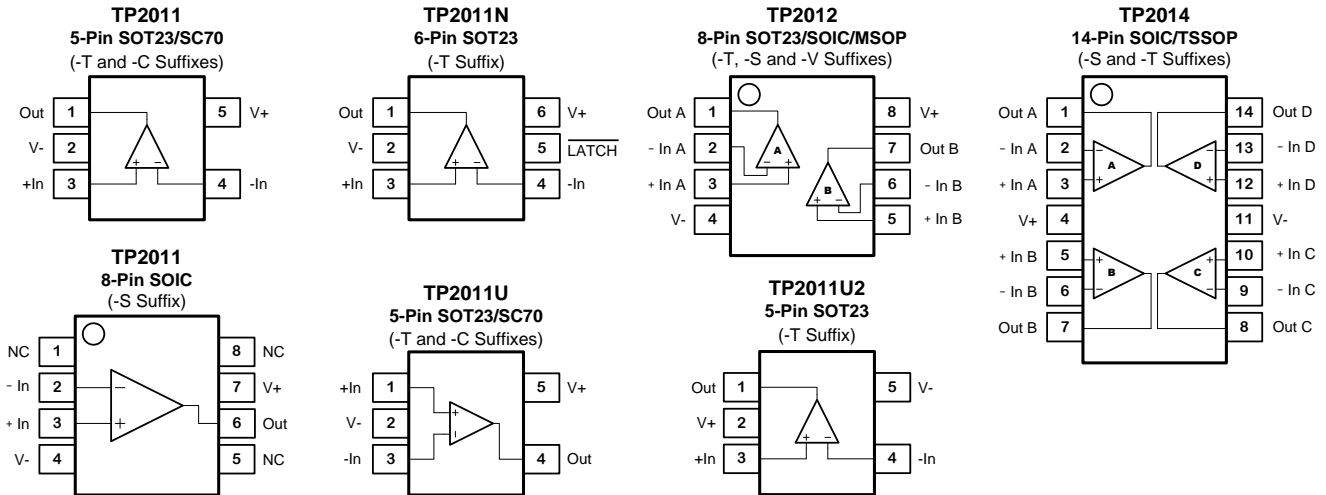 TP2011
5-Pin SOT23/SC70
(-T and -C Suffixes)
Out 1
5 V+
V- 2
+In 3
4 -In
+ −
TP2011N
6-Pin SOT23
(-T Suffix)
Out 1
6 V+
V- 2
5 LATCH
+In 3
4 -In
+ −
TP2012
8-Pin SOT23/SOIC/MSOP
(-T, -S and -V Suffixes)
Out A 1
8 V+
- In A 2
7 Out B
+ In A 3
6 - In B
V- 4
5 + In B
A
− +
B
+ −
TP2014
14-Pin SOIC/TSSOP
(-S and -T Suffixes)
Out A 1
14 Out D
- In A 2
13 - In D
+ In A 3
12 + In D
V+ 4
11 V-
+ In B 5
10 + In C
- In B 6
9 - In C
Out B 7
8 Out C
− A +
− D +
+ B −
+ C −
TP2011
8-Pin SOIC
(-S Suffix)
NC 1
8 NC
- In 2
7 V+
+ In 3
6 Out
V- 4
5 NC
−
+
TP2011U
5-Pin SOT23/SC70
(-T and -C Suffixes)
+In 1
5 V+
V- 2
-In 3
4 Out
+
−
TP2011U2
5-Pin SOT23
(-T Suffix)
Out 1
5 V-
V+ 2
+In 3
4 -In
+ −